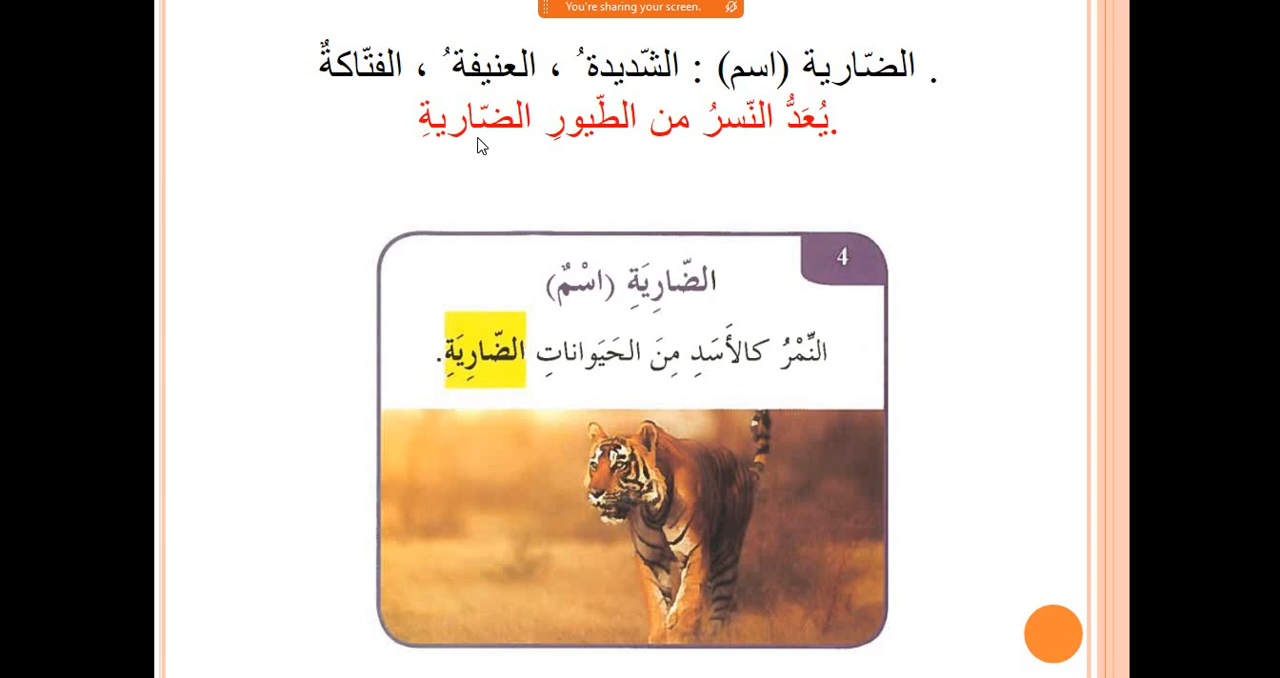 You're sharing your screen.
. الضّارية (اسم) : الشّديدة ُ ، العنيفة ُ ، الفتّاكةٌ
.يُعَدُّ النّسرُ من الطّيورِ الضّاريةِ
4
الضّارِيَةِ (اسْمٌ)
النَّمْرُ كالأَسَدِ مِنَ الحَيَواناتِ الضّارِيَةِ.